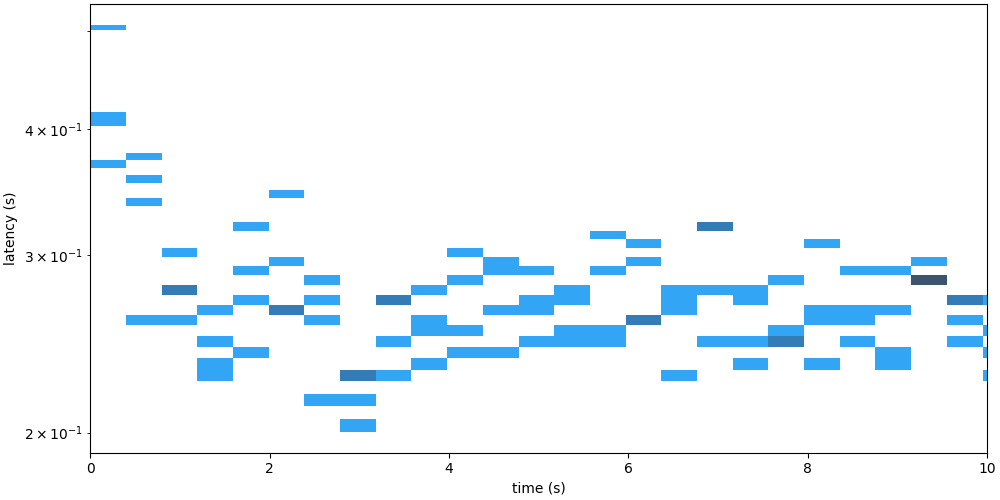 latency (s)
4 × 10⁻¹
3 × 10⁻¹
2 × 10⁻¹
0 2 4 6 8 10
time (s)